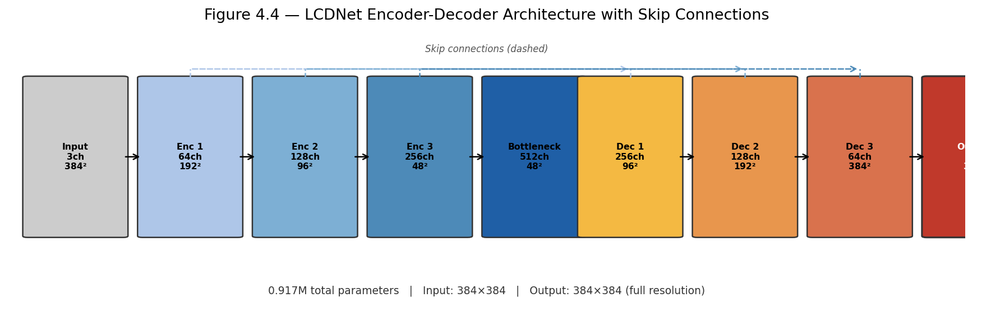 Figure 4.4 — LCDNet Encoder-Decoder Architecture with Skip Connections
Skip connections (dashed)
Input
3ch
384²
Enc 1
64ch
192²
Enc 2
128ch
96²
Enc 3
256ch
48²
Bottleneck
512ch
48²
Dec 1
256ch
96²
Dec 2
128ch
192²
Dec 3
64ch
384²
0.917M total parameters | Input: 384×384 | Output: 384×384 (full resolution)